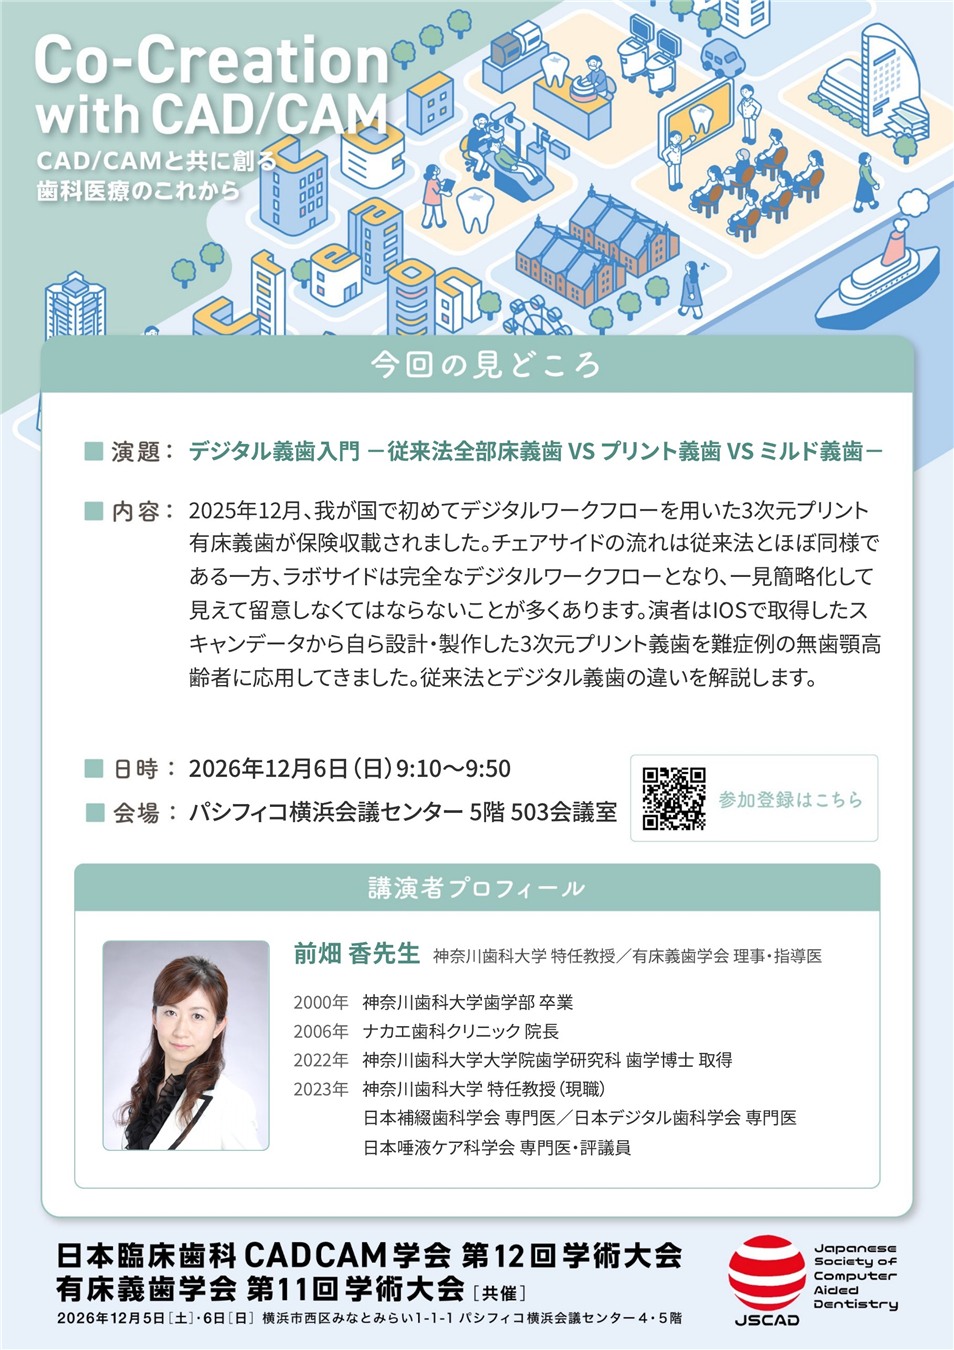 Co-Creation
with CAD/CAM
CAD/CAMと共に創る
歯科医療のこれから
Creation
今回の見どころ
演題： デジタル義歯入門 －従来法全部床義歯 VS プリント義歯 VS ミルド義歯－
内容： 2025年12月、我が国で初めてデジタルワークフローを用いた3次元プリント
有床義歯が保険収載されました。チェアサイドの流れは従来法とほぼ同様で
ある一方、ラボサイドは完全なデジタルワークフローとなり、一見簡略化して
見えて留意しなくてはならないことが多くあります。演者はIOSで取得したス
キャンデータから自ら設計・製作した3次元プリント義歯を難症例の無歯顎高
齢者に応用してきました。従来法とデジタル義歯の違いを解説します。
日時： 2026年12月6日（日）9:10～9:50
会場： パシフィコ横浜会議センター 5階 503会議室
参加登録はこちら
講演者プロフィール
前畑 香先生 神奈川歯科大学 特任教授／有床義歯学会 理事・指導医
2000年 神奈川歯科大学歯学部 卒業
2006年 ナカエ歯科クリニック 院長
2022年 神奈川歯科大学大学院歯学研究科 歯学博士 取得
2023年 神奈川歯科大学 特任教授（現職）
日本補綴歯科学会 専門医／日本デジタル歯科学会 専門医
日本唾液ケア科学会 専門医・評議員
日本臨床歯科CADCAM学会 第12回学術大会
有床義歯学会 第11回学術大会［共催］
2026年12月5日［土］・6日［日］ 横浜市西区みなとみらい1-1-1 パシフィコ横浜会議センター4・5階
JSCAD
Japanese
Society of
Computer
Aided
Dentistry